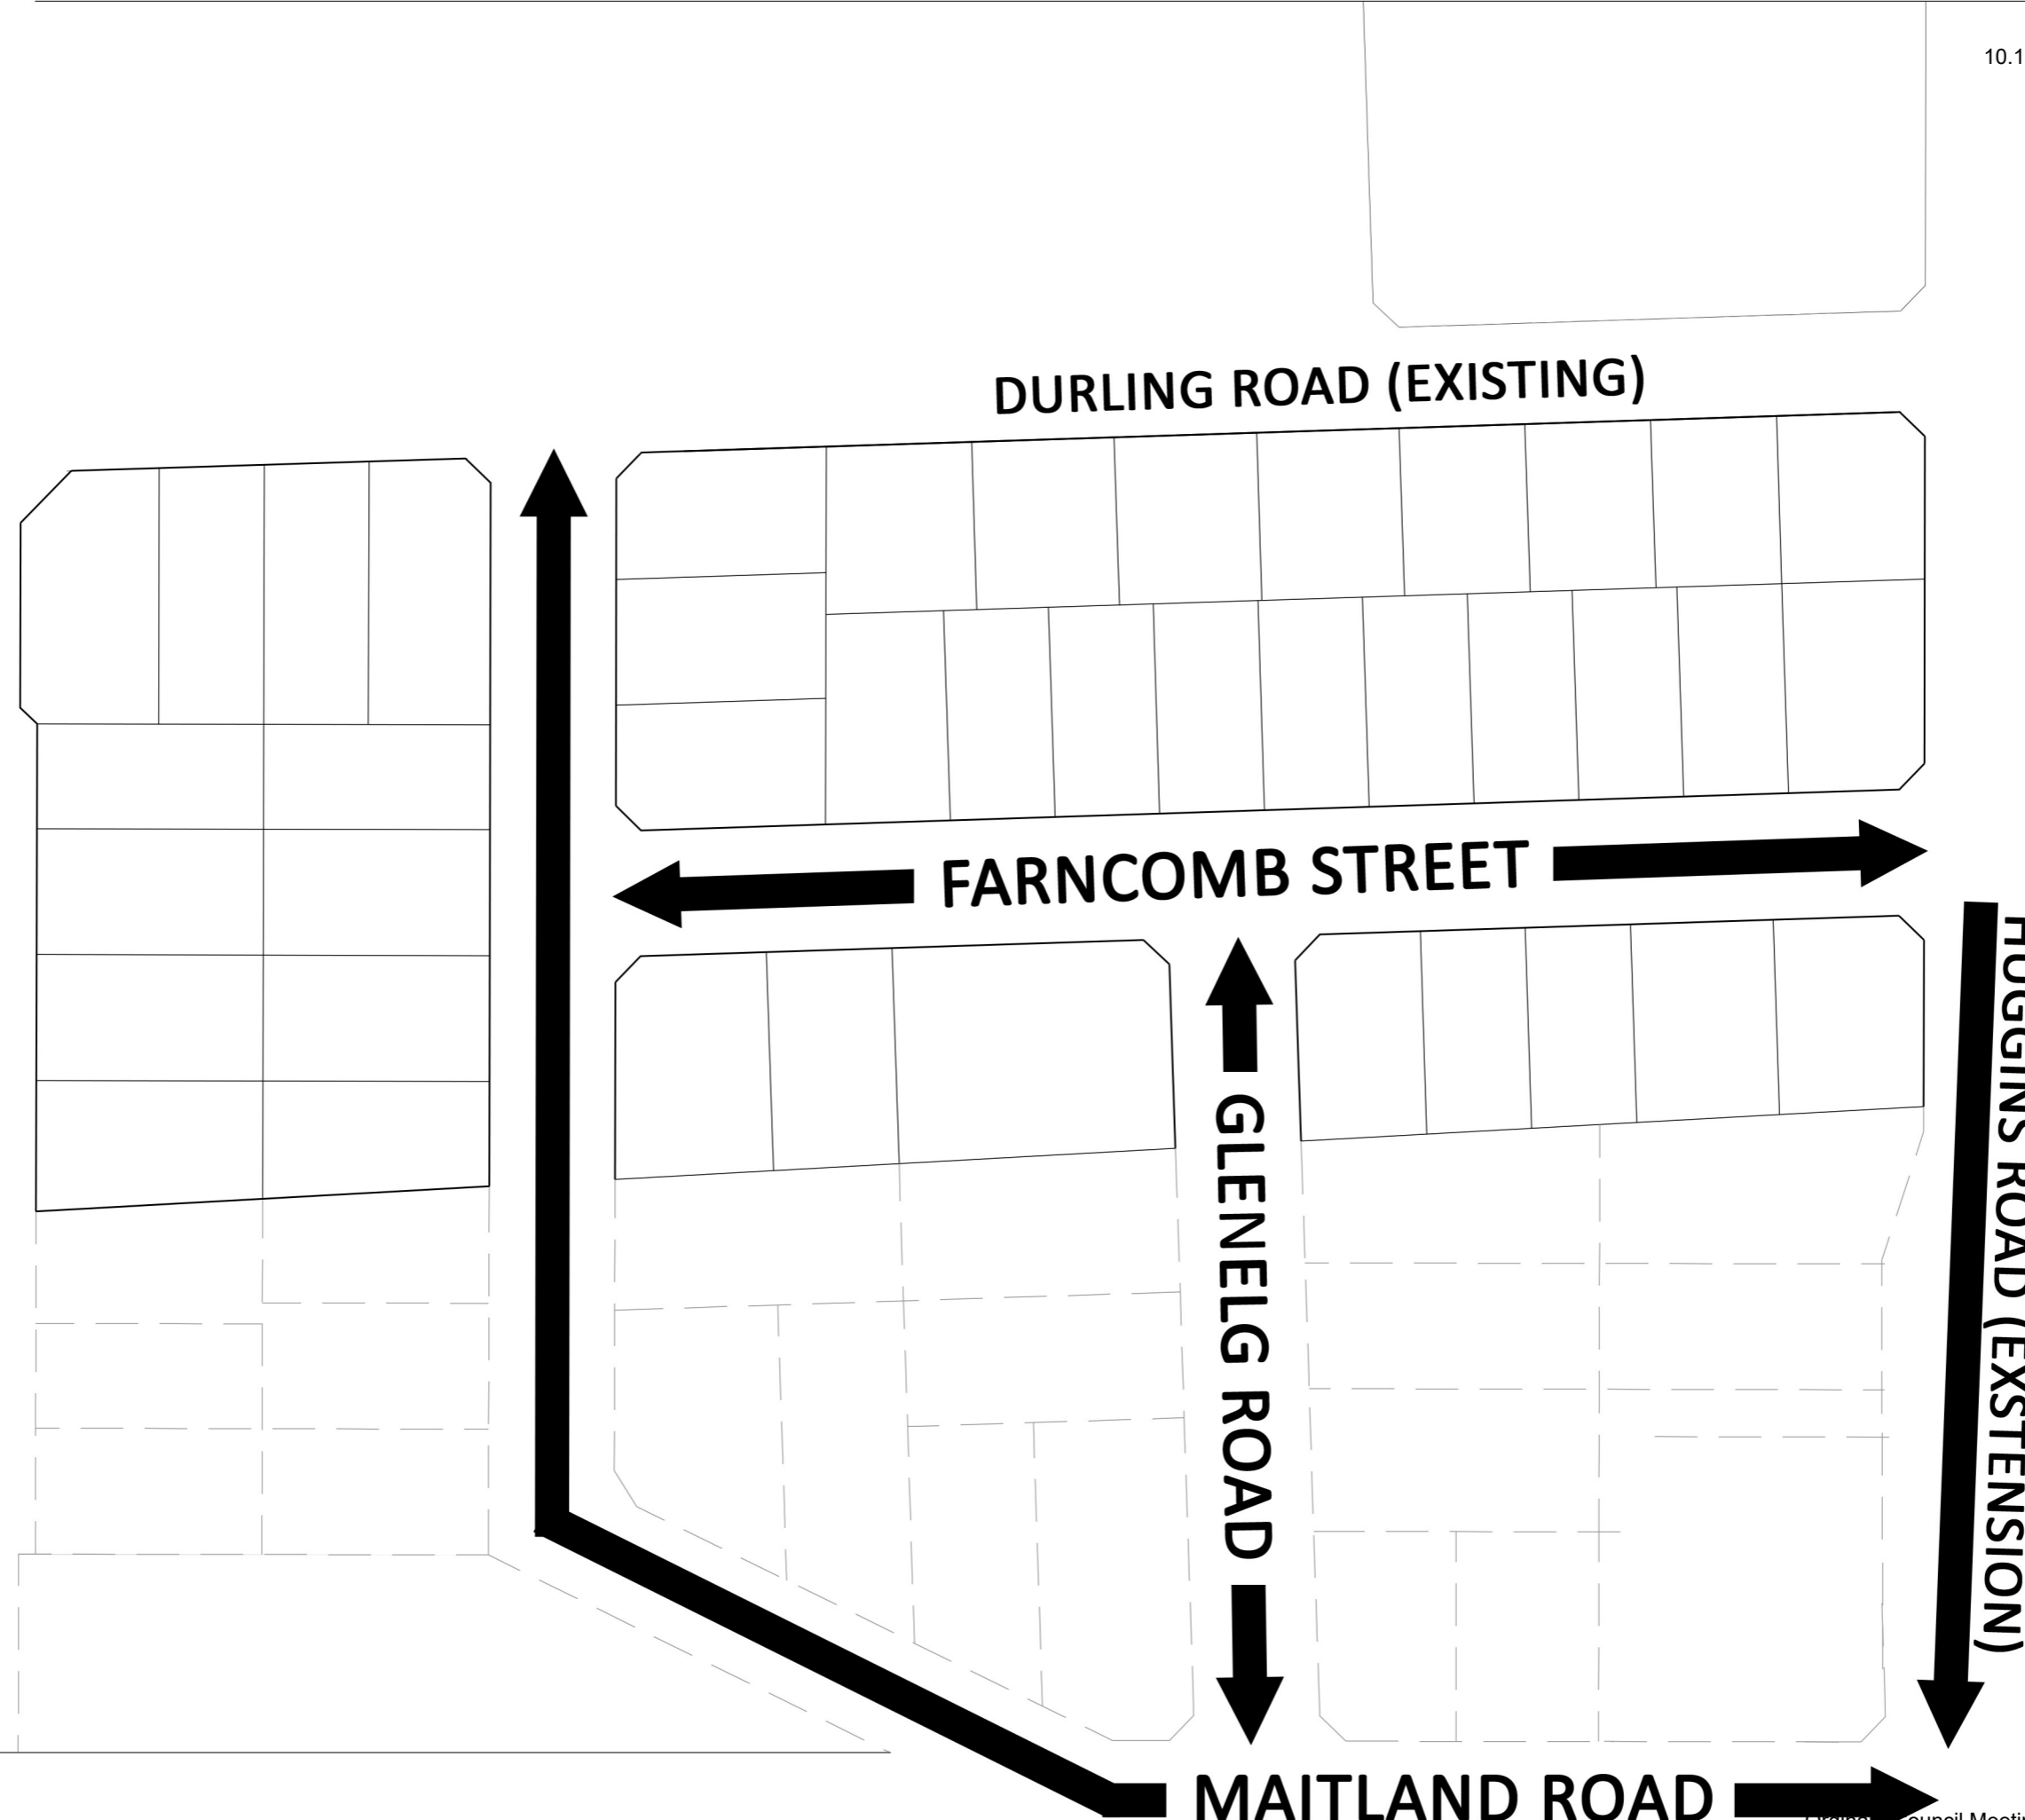 10.1
DURLING ROAD (EXISTING)
FARNCOMB STREET
GLENELG ROAD
HUGGINS ROAD (EXSTENSION)
MAITLAND ROAD